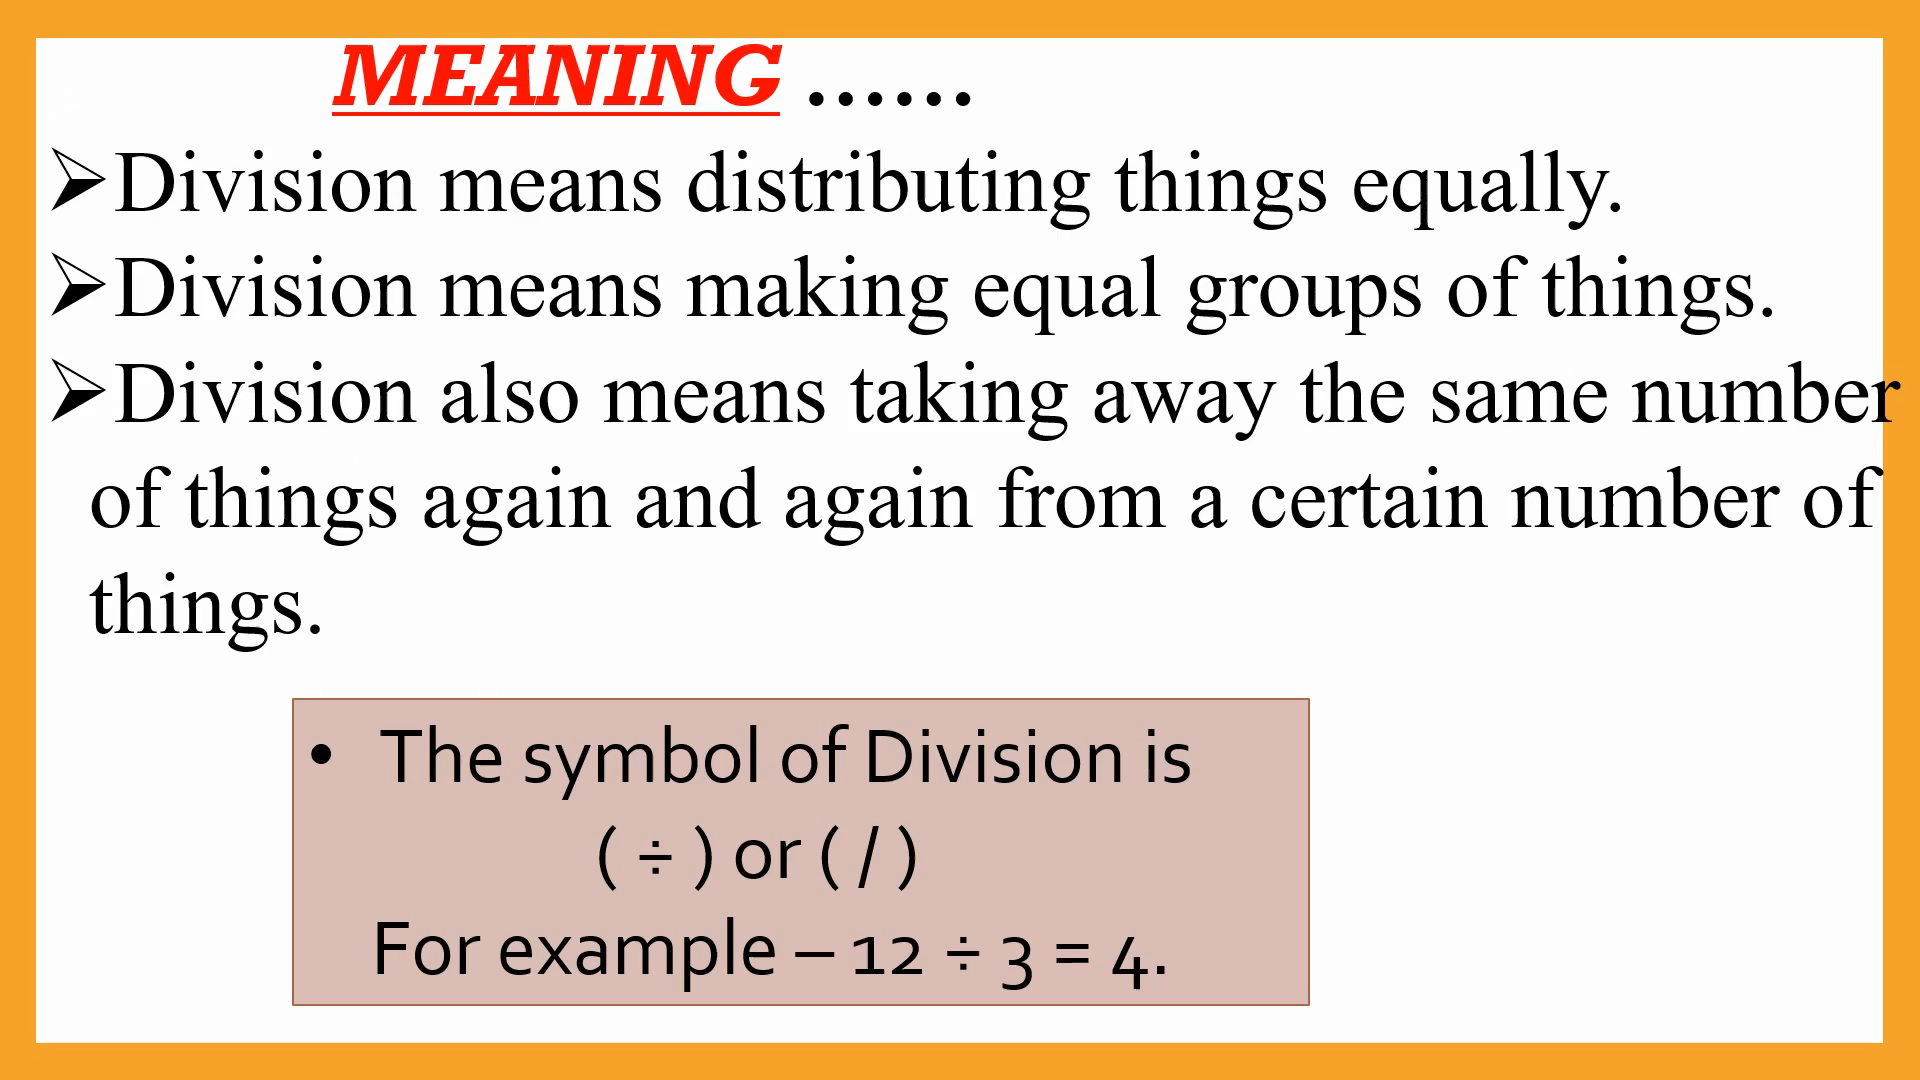 MEANING ......
➢Division means distributing things equally.
➢Division means making equal groups of things.
➢Division also means taking away the same number
of things again and again from a certain number of
things.
• The symbol of Division is
( ÷ ) or ( / )
For example – 12 ÷ 3 = 4.